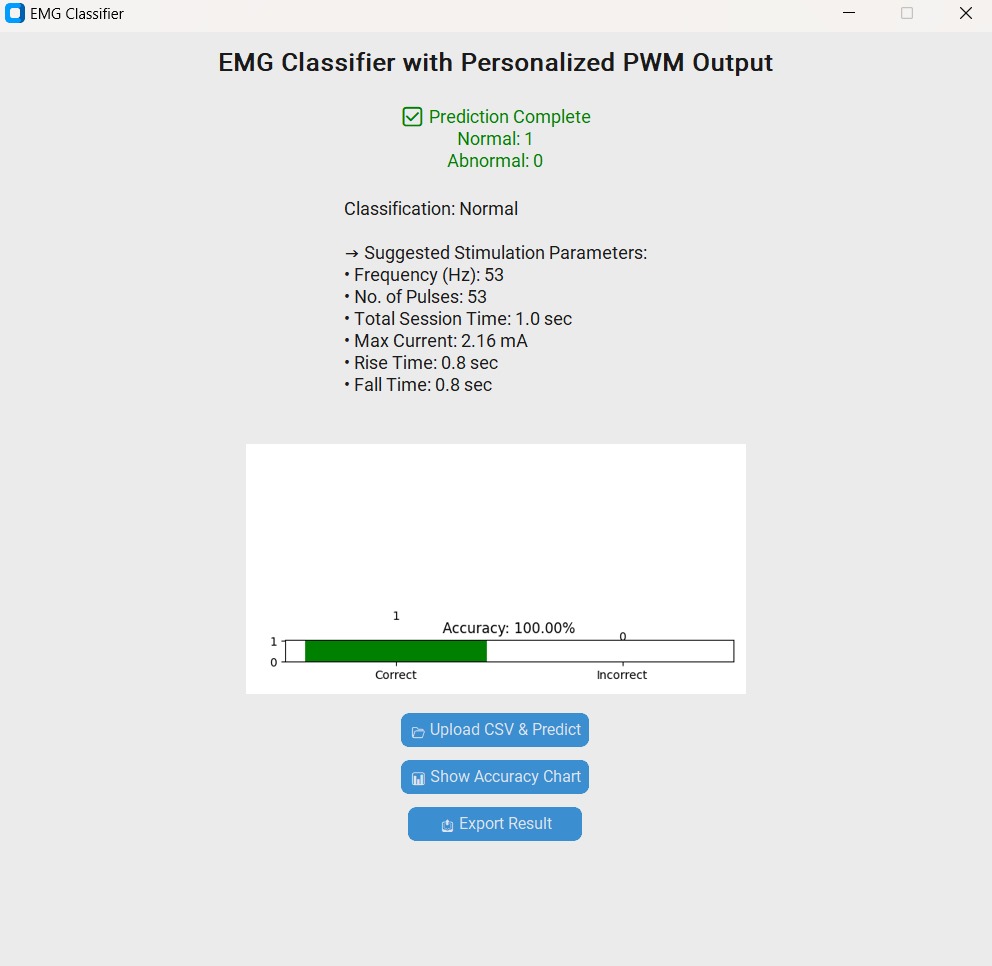 EMG Classifier
EMG Classifier with Personalized PWM Output
Prediction Complete
Normal: 1
Abnormal: 0
Classification: Normal
→ Suggested Stimulation Parameters:
• Frequency (Hz): 53
• No. of Pulses: 53
• Total Session Time: 1.0 sec
• Max Current: 2.16 mA
• Rise Time: 0.8 sec
• Fall Time: 0.8 sec
1
Accuracy: 100.00%
0
1
0
Correct
Incorrect
Upload CSV & Predict
Show Accuracy Chart
Export Result